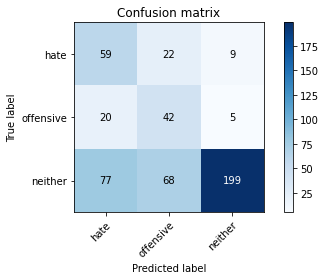 Confusion matrix
hate 59 22 9
offensive 20 42 5
neither 77 68 199
hate offensive neither
True label
Predicted label
175
150
125
100
75
50
25